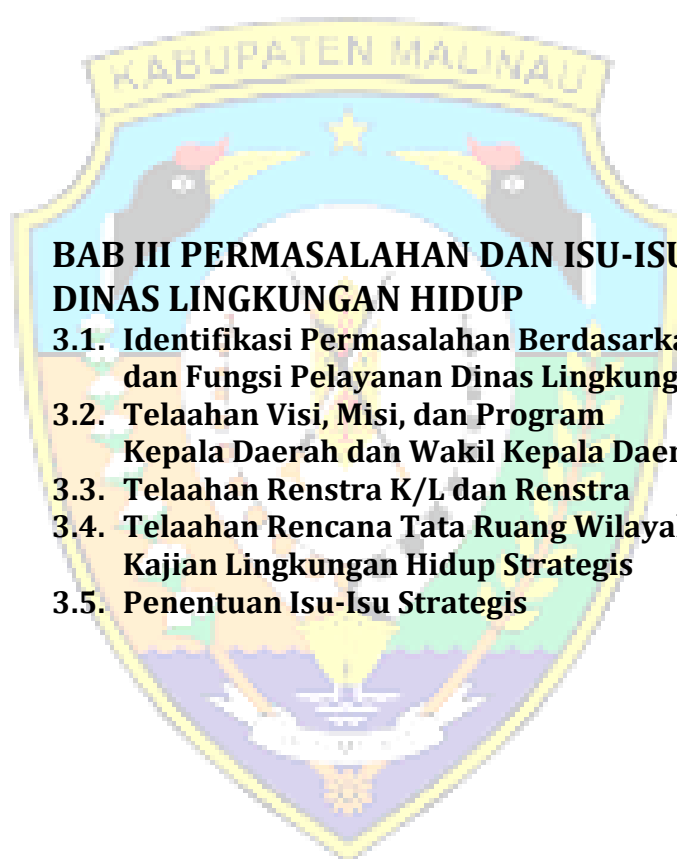 KABUPATEN MALINAU
BAB III PERMASALAHAN DAN ISU-ISU
DINAS LINGKUNGAN HIDUP
3.1. Identifikasi Permasalahan Berdasarka
dan Fungsi Pelayanan Dinas Lingkung
3.2. Telaahan Visi, Misi, dan Program
Kepala Daerah dan Wakil Kepala Daer
3.3. Telaahan Renstra K/L dan Renstra
3.4. Telaahan Rencana Tata Ruang Wilaya
Kajian Lingkungan Hidup Strategis
3.5. Penentuan Isu-Isu Strategis